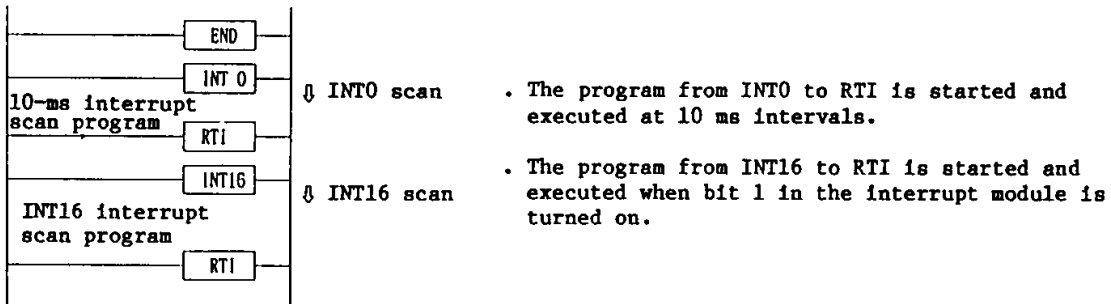 END
INT 0
⇩ INT0 scan
. The program from INT0 to RTI is started and
executed at 10 ms intervals.
10-ms interrupt
scan program
RTI
INT16
⇩ INT16 scan
. The program from INT16 to RTI is started and
executed when bit 1 in the interrupt module is
turned on.
INT16 interrupt
scan program
RTI